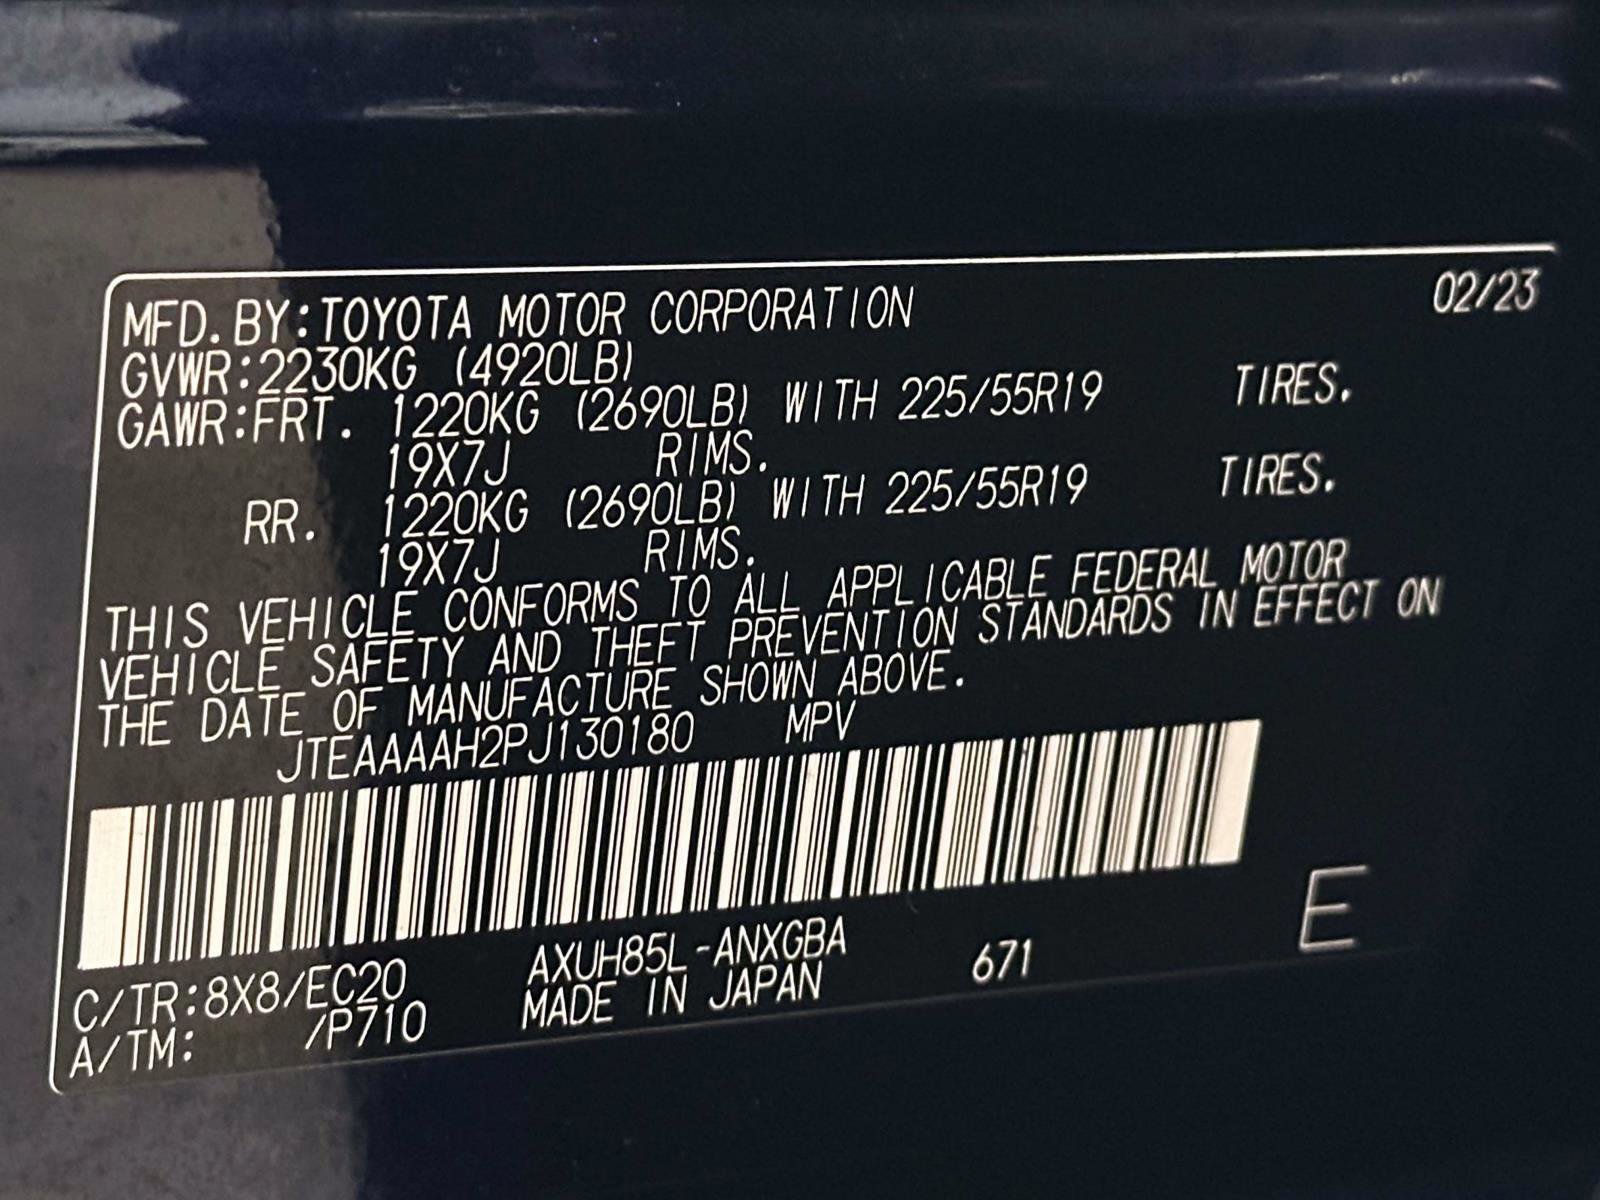 02/23
MFD.BY:TOYOTA MOTOR CORPORATION
GVWR:2230KG (4920LB)
GAWR:FRT. 1220KG (2690LB) WITH 225/55R19 TIRES.
19X7J RIMS.
RR. 1220KG (2690LB) WITH 225/55R19 TIRES.
19X7J RIMS.
THIS VEHICLE CONFORMS TO ALL APPLICABLE FEDERAL MOTOR
VEHICLE SAFETY AND THEFT PREVENTION STANDARDS IN EFFECT ON
THE DATE OF MANUFACTURE SHOWN ABOVE.
JTEAAAAH2PJ130180 MPV
E
C/TR:8X8/EC20 AXUH85L-ANXGBA 671
A/TM: /P710 MADE IN JAPAN